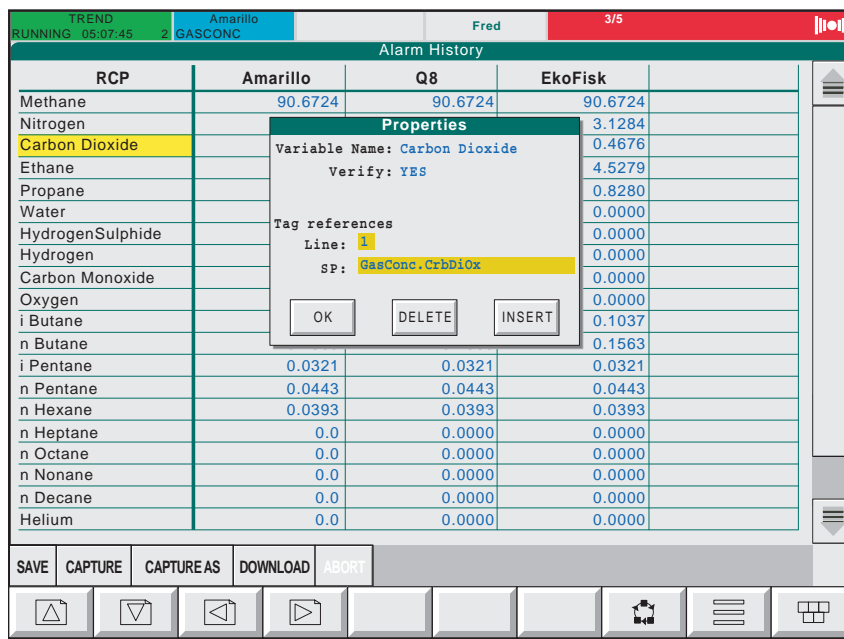 TREND Amarillo Fred 3/5
RUNNING 05:07:45 2 GASCONC
Alarm History
RCP Amarillo Q8 EkoFisk
Methane 90.6724 90.6724 90.6724
Nitrogen 3.1284
Carbon Dioxide 0.4676
Ethane 4.5279
Propane 0.8280
Water 0.0000
HydrogenSulphide 0.0000
Hydrogen 0.0000
Carbon Monoxide 0.0000
Oxygen 0.0000
i Butane 0.1037
n Butane 0.1563
Properties
Variable Name: Carbon Dioxide
Verify: YES
Tag references
Line: 1
SP: GasConc.CrbDiOx
OK DELETE INSERT
i Pentane 0.0321 0.0321 0.0321
n Pentane 0.0443 0.0443 0.0443
n Hexane 0.0393 0.0393 0.0393
n Heptane 0.0 0.0000 0.0000
n Octane 0.0 0.0000 0.0000
n Nonane 0.0 0.0000 0.0000
n Decane 0.0 0.0000 0.0000
Helium 0.0 0.0000 0.0000
SAVE CAPTURE CAPTURE AS DOWNLOAD ABORT